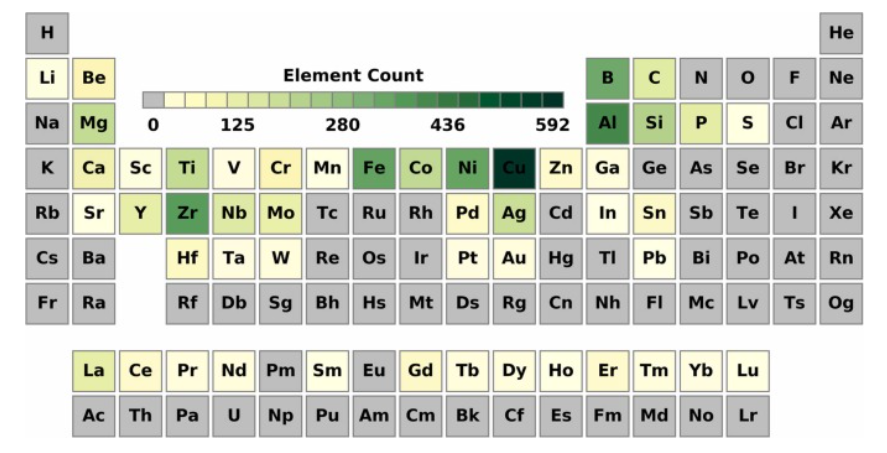 H He
Li Be Element Count B C N O F Ne
Na Mg 0 125 280 436 592 Al Si P S Cl Ar
K Ca Sc Ti V Cr Mn Fe Co Ni Cu Zn Ga Ge As Se Br Kr
Rb Sr Y Zr Nb Mo Tc Ru Rh Pd Ag Cd In Sn Sb Te I Xe
Cs Ba Hf Ta W Re Os Ir Pt Au Hg Tl Pb Bi Po At Rn
Fr Ra Rf Db Sg Bh Hs Mt Ds Rg Cn Nh Fl Mc Lv Ts Og
La Ce Pr Nd Pm Sm Eu Gd Tb Dy Ho Er Tm Yb Lu
Ac Th Pa U Np Pu Am Cm Bk Cf Es Fm Md No Lr